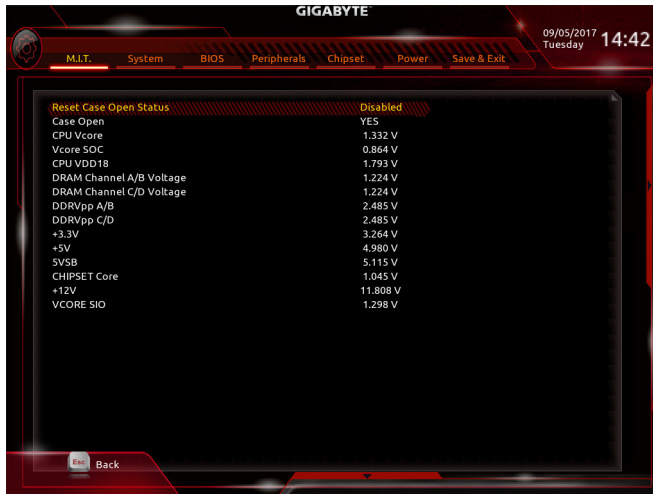 GIGABYTE
09/05/2017 Tuesday 14:42
M.I.T. System BIOS Peripherals Chipset Power Save & Exit
Reset Case Open Status Disabled
Case Open YES
CPU Vcore 1.332 V
Vcore SOC 0.864 V
CPU VDD18 1.793 V
DRAM Channel A/B Voltage 1.224 V
DRAM Channel C/D Voltage 1.224 V
DDRVpp A/B 2.485 V
DDRVpp C/D 2.485 V
+3.3V 3.264 V
+5V 4.980 V
5VSB 5.115 V
CHIPSET Core 1.045 V
+12V 11.808 V
VCORE SIO 1.298 V
Esc Back